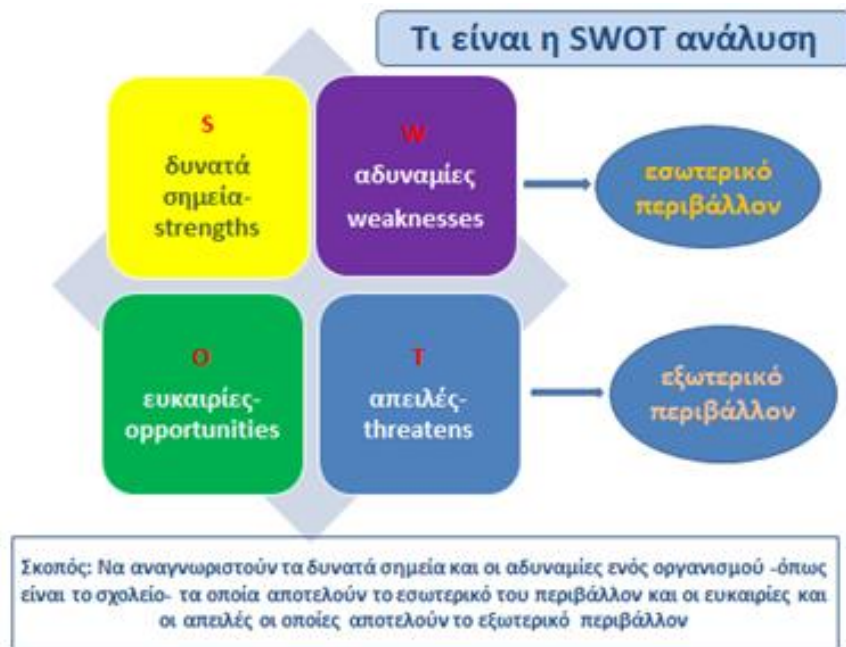 Τι είναι η SWOT ανάλυση
S
δυνατά
σημεία-
strengths
W
αδυναμίες
weaknesses
εσωτερικό
περιβάλλον
O
ευκαιρίες-
opportunities
T
απειλές-
threatens
εξωτερικό
περιβάλλον
Σκοπός: Να αναγνωριστούν τα δυνατά σημεία και οι αδυναμίες ενός οργανισμού -όπως
είναι το σχολείο- τα οποία αποτελούν το εσωτερικό του περιβάλλον και οι ευκαιρίες και
οι απειλές οι οποίες αποτελούν το εξωτερικό περιβάλλον